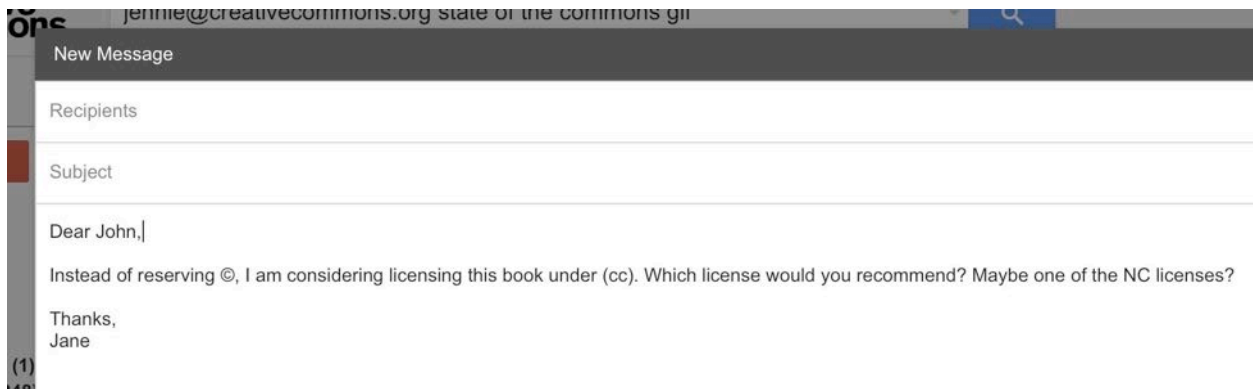 ons
jennie@creativecommons.org state of the commons gif
New Message
Recipients
Subject
Dear John,
Instead of reserving ©, I am considering licensing this book under (cc). Which license would you recommend? Maybe one of the NC licenses?
Thanks,
Jane
(1)